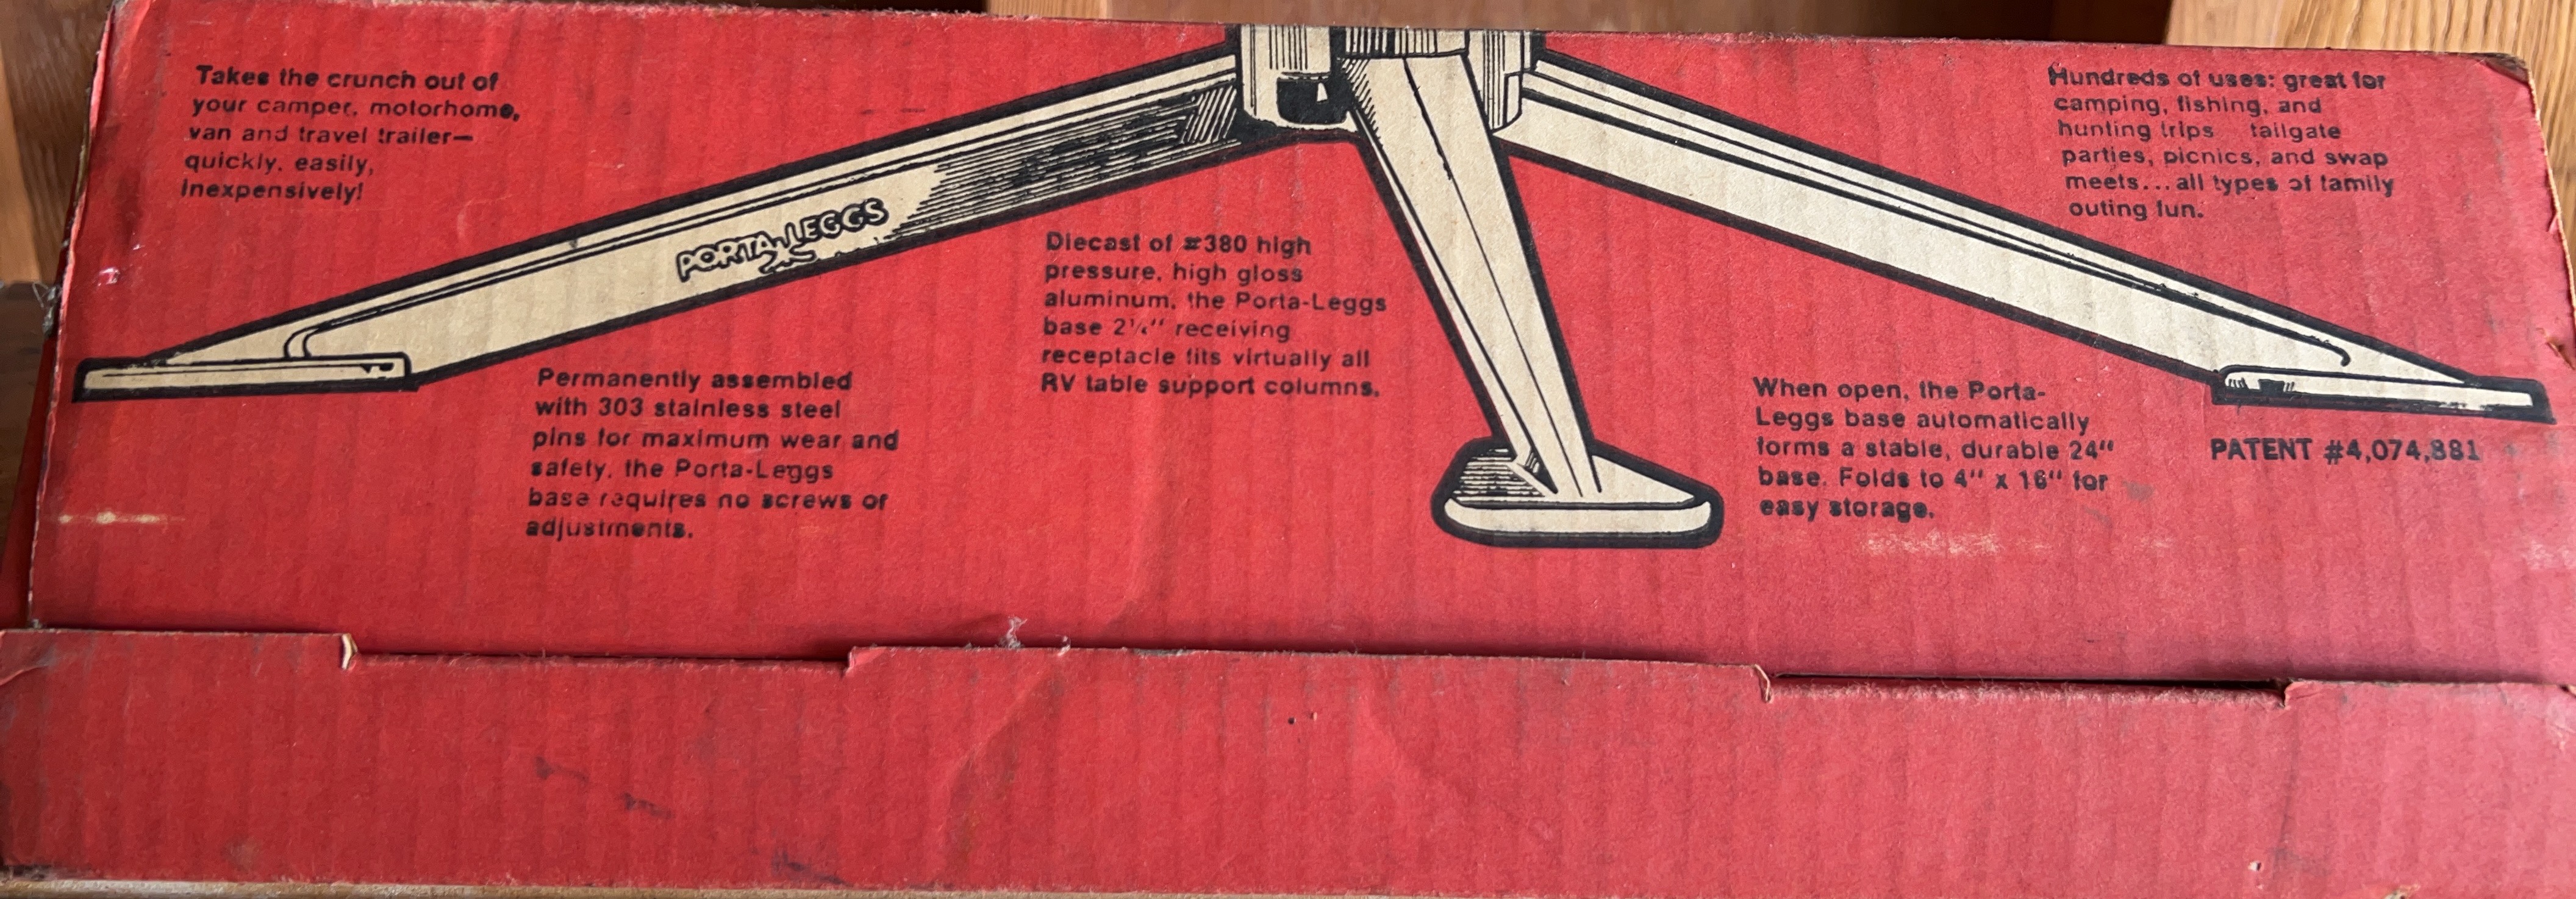 Takes the crunch out of
your camper, motorhome,
van and travel trailer—
quickly, easily,
inexpensively!
PORTA-LEGGS
Permanently assembled
with 303 stainless steel
pins for maximum wear and
safety, the Porta-Leggs
base requires no screws or
adjustments.
Diecast of #380 high
pressure, high gloss
aluminum, the Porta-Leggs
base 2¼" receiving
receptacle fits virtually all
RV table support columns.
When open, the Porta-
Leggs base automatically
forms a stable, durable 24"
base. Folds to 4" x 16" for
easy storage.
Hundreds of uses: great for
camping, fishing, and
hunting trips tailgate
parties, picnics, and swap
meets... all types of family
outing fun.
PATENT #4,074,881